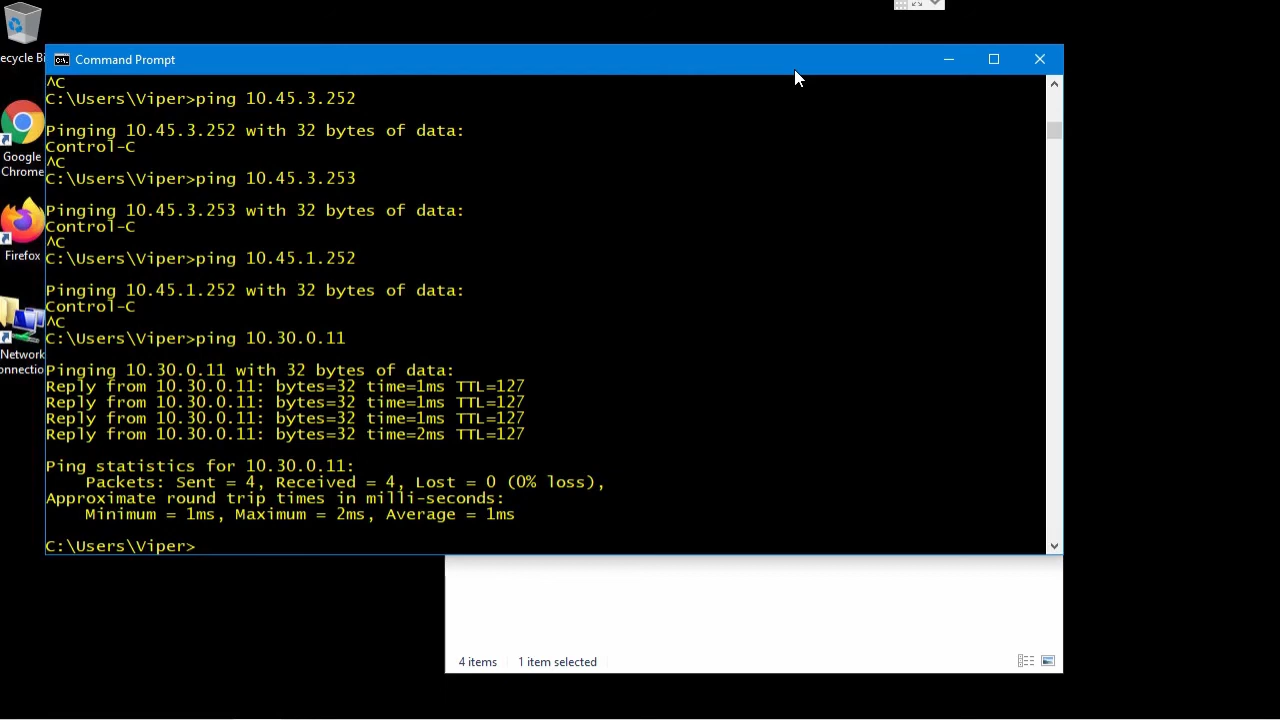 ecycle Bi
Google
Chrome
Firefox
Network
onnectio
Command Prompt
^C
C:\Users\Viper>ping 10.45.3.252
Pinging 10.45.3.252 with 32 bytes of data:
Control-C
^C
C:\Users\Viper>ping 10.45.3.253
Pinging 10.45.3.253 with 32 bytes of data:
Control-C
^C
C:\Users\Viper>ping 10.45.1.252
Pinging 10.45.1.252 with 32 bytes of data:
Control-C
^C
C:\Users\Viper>ping 10.30.0.11
Pinging 10.30.0.11 with 32 bytes of data:
Reply from 10.30.0.11: bytes=32 time=1ms TTL=127
Reply from 10.30.0.11: bytes=32 time=1ms TTL=127
Reply from 10.30.0.11: bytes=32 time=1ms TTL=127
Reply from 10.30.0.11: bytes=32 time=2ms TTL=127
Ping statistics for 10.30.0.11:
Packets: Sent = 4, Received = 4, Lost = 0 (0% loss),
Approximate round trip times in milli-seconds:
Minimum = 1ms, Maximum = 2ms, Average = 1ms
C:\Users\Viper>
4 items 1 item selected